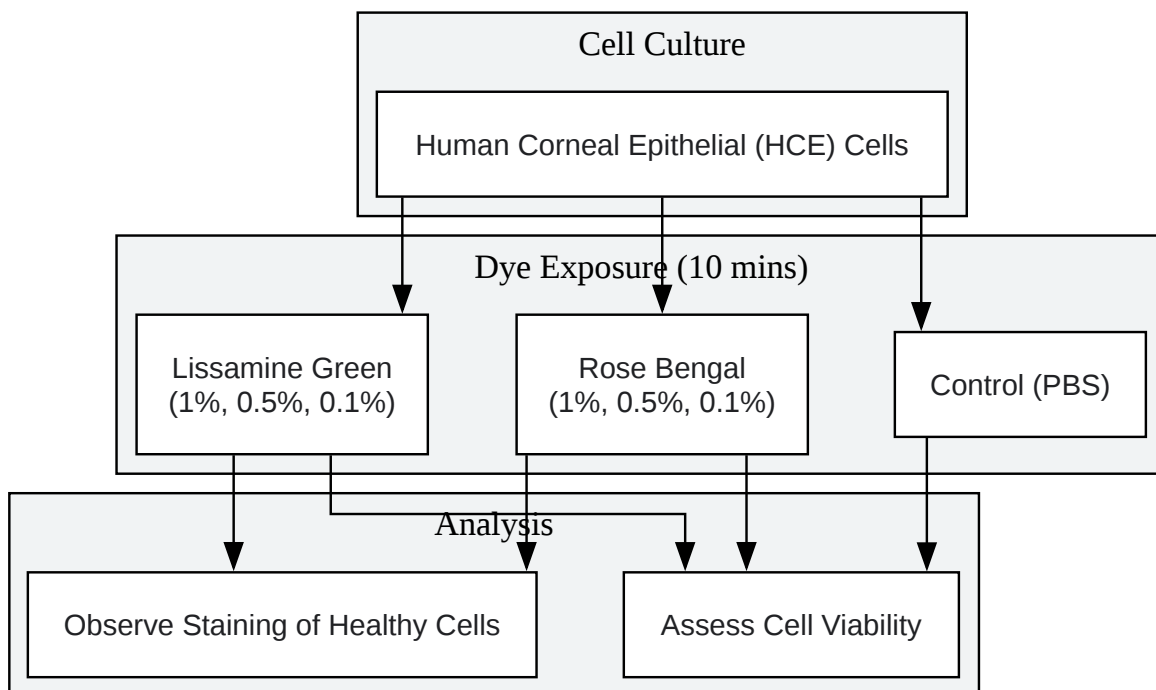 Cell Culture
Human Corneal Epithelial (HCE) Cells
Dye Exposure (10 mins)
Lissamine Green
(1%, 0.5%, 0.1%)
Rose Bengal
(1%, 0.5%, 0.1%)
Control (PBS)
Analysis
Observe Staining of Healthy Cells
Assess Cell Viability